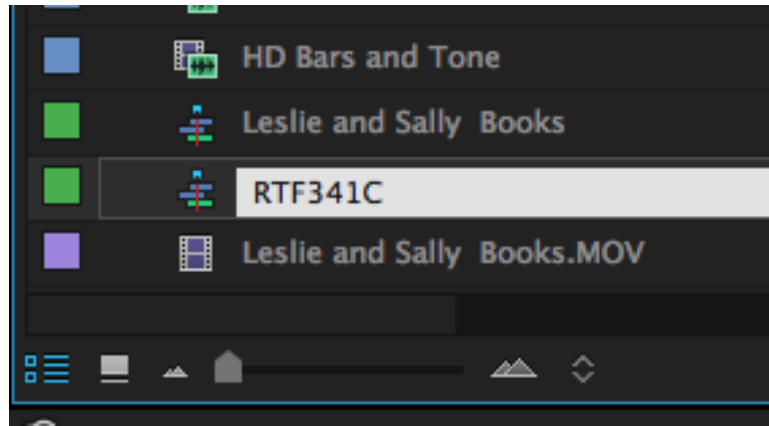 HD Bars and Tone
Leslie and Sally Books
RTF341C
Leslie and Sally Books.MOV